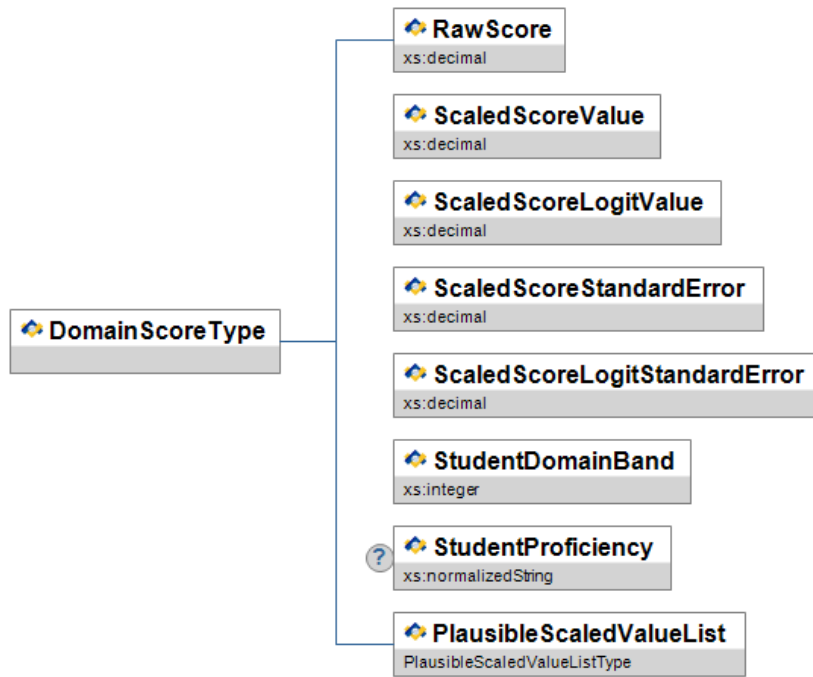 RawScore
xs:decimal
ScaledScoreValue
xs:decimal
ScaledScoreLogitValue
xs:decimal
ScaledScoreStandardError
xs:decimal
DomainScoreType
ScaledScoreLogitStandardError
xs:decimal
StudentDomainBand
xs:integer
?
StudentProficiency
xs:normalizedString
PlausibleScaledValueList
PlausibleScaledValueListType